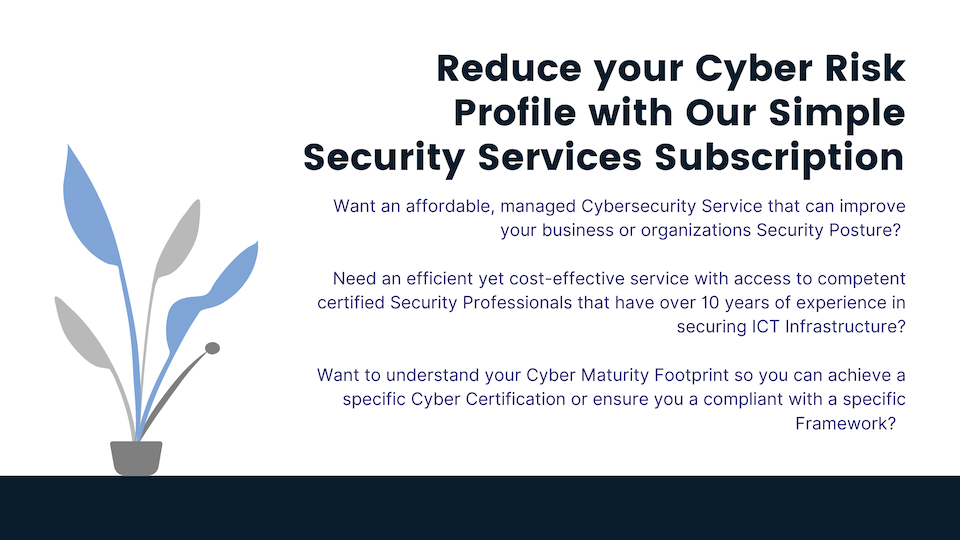 Reduce your Cyber Risk
Profile with Our Simple
Security Services Subscription
Want an affordable, managed Cybersecurity Service that can improve
your business or organizations Security Posture?
Need an efficient yet cost-effective service with access to competent
certified Security Professionals that have over 10 years of experience in
securing ICT Infrastructure?
Want to understand your Cyber Maturity Footprint so you can achieve a
specific Cyber Certification or ensure you a compliant with a specific
Framework?